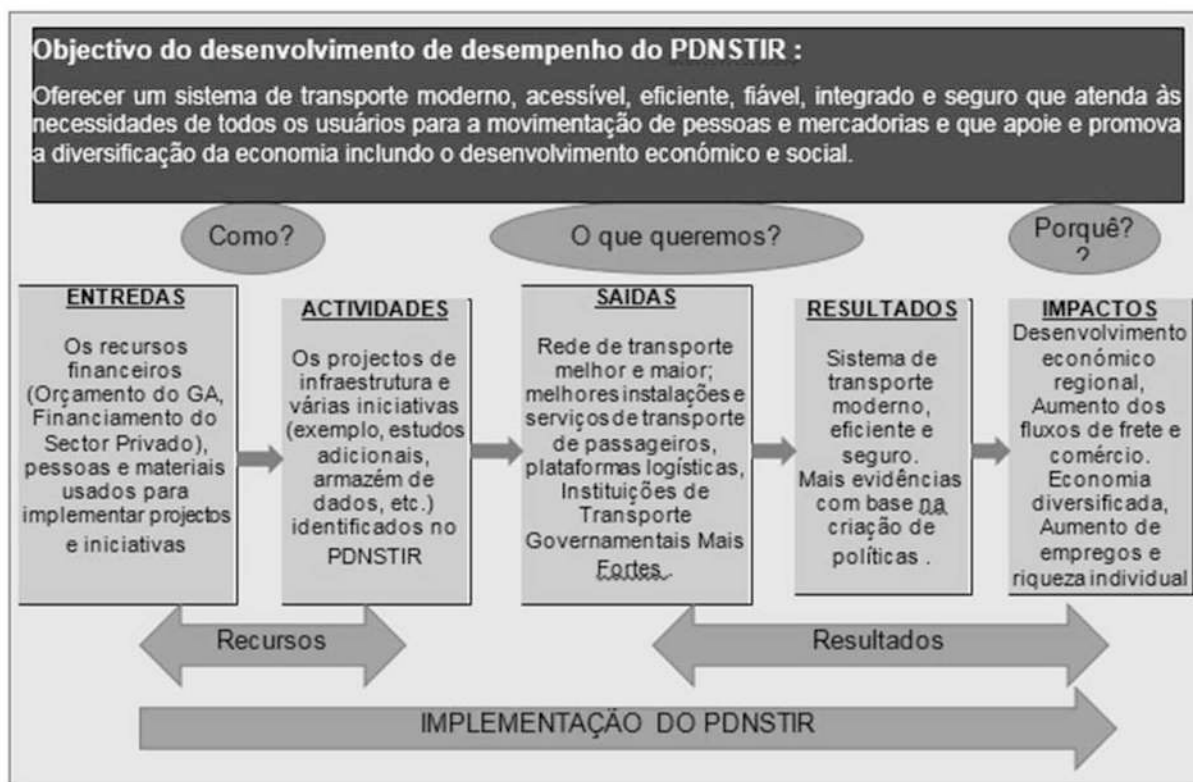 Objectivo do desenvolvimento de desempenho do PDNSTIR :
Oferecer um sistema de transporte moderno, acessível, eficiente, fiável, integrado e seguro que atenda às
necessidades de todos os usuários para a movimentação de pessoas e mercadorias e que apoie e promova
a diversificação da economia inclundo o desenvolvimento económico e social.
Como?
O que queremos?
Porquê?
?
ENTREDAS
Os recursos
financeiros
(Orçamento do GA,
Financiamento do
Sector Privado),
pessoas e materiais
usados para
implementar projectos
e iniciativas
ACTIVIDADES
Os projectos de
infraestrutura e
várias iniciativas
(exemplo, estudos
adicionais,
armazém de
dados, etc.)
identificados no
PDNSTIR
SAIDAS
Rede de transporte
melhor e maior;
melhores instalações e
serviços de transporte
de passageiros,
plataformas logísticas,
Instituições de
Transporte
Governamentais Mais
Fortes.
RESULTADOS
Sistema de
transporte
moderno,
eficiente e
seguro.
Mais evidências
com base na
criação de
políticas .
IMPACTOS
Desenvolvimento
económico
regional,
Aumento dos
fluxos de frete e
comércio.
Economia
diversificada,
Aumento de
empregos e
riqueza individual
Recursos
Resultados
IMPLEMENTAÇÃO DO PDNSTIR